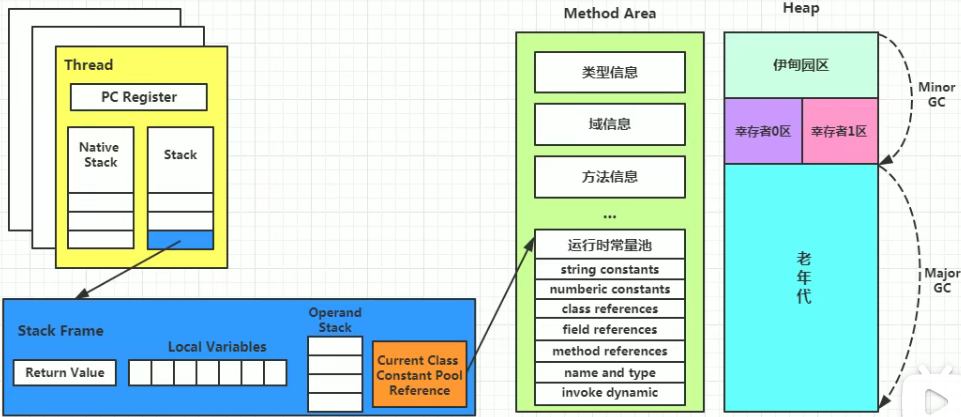 Thread
PC Register
Native
Stack
Stack
Stack Frame
Return Value
Local Variables
Operand
Stack
Current Class
Constant Pool
Reference
Method Area
类型信息
域信息
方法信息
...
运行时常量池
string constants
numberic constants
class references
field references
method references
name and type
invoke dynamic
Heap
伊甸园区
幸存者0区
幸存者1区
老
年
代
Minor
GC
Major
GC